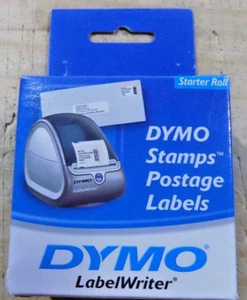 Starter Roll
DYMO
Stamps™
Postage
Labels
DYMO
LabelWriter®